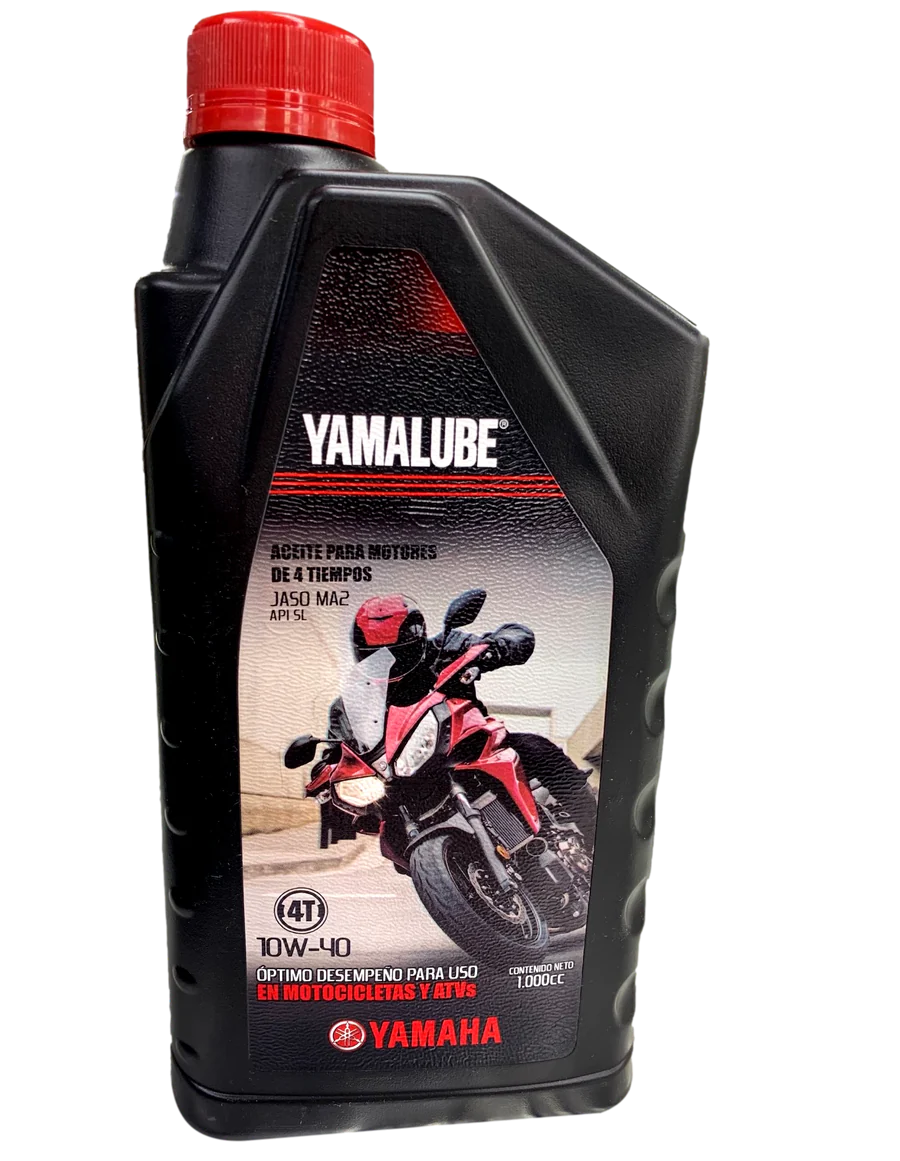 YAMALUBE®
ACEITE PARA MOTORES
DE 4 TIEMPOS
JASO MA2
API SL
4T
10W-40
ÓPTIMO DESEMPEÑO PARA USO
EN MOTOCICLETAS Y ATVs
CONTENIDO NETO
1.000CC
YAMAHA